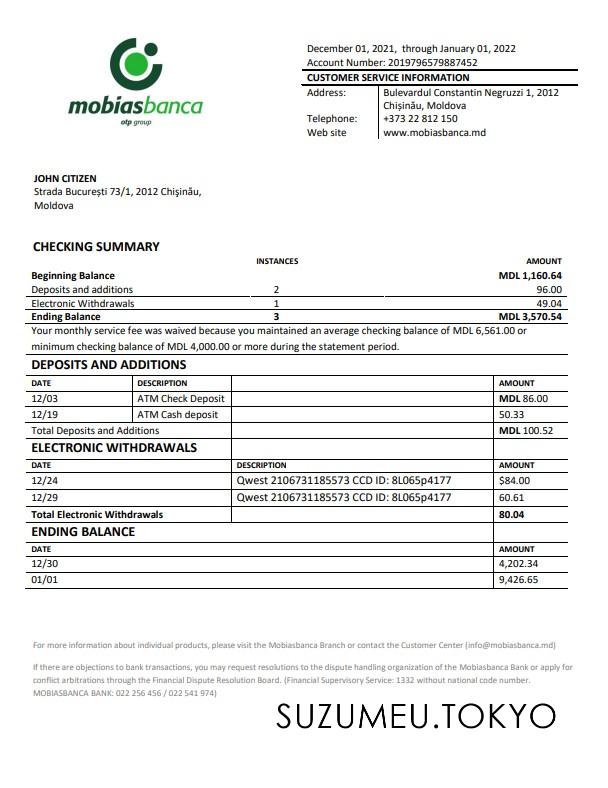 mobiasbanca
otp group
December 01, 2021, through January 01, 2022
Account Number: 2019796579887452
CUSTOMER SERVICE INFORMATION
Address: Bulevardul Constantin Negruzzi 1, 2012
Chișinău, Moldova
Telephone: +373 22 812 150
Web site www.mobiasbanca.md
JOHN CITIZEN
Strada București 73/1, 2012 Chişinău,
Moldova
CHECKING SUMMARY
INSTANCES AMOUNT
Beginning Balance MDL 1,160.64
Deposits and additions 2 96.00
Electronic Withdrawals 1 49.04
Ending Balance 3 MDL 3,570.54
Your monthly service fee was waived because you maintained an average checking balance of MDL 6,561.00 or
minimum checking balance of MDL 4,000.00 or more during the statement period.
DEPOSITS AND ADDITIONS
DATE DESCRIPTION AMOUNT
12/03 ATM Check Deposit MDL 86.00
12/19 ATM Cash deposit 50.33
Total Deposits and Additions MDL 100.52
ELECTRONIC WITHDRAWALS
DATE DESCRIPTION AMOUNT
12/24 Qwest 2106731185573 CCD ID: 8L065p4177 $84.00
12/29 Qwest 2106731185573 CCD ID: 8L065p4177 60.61
Total Electronic Withdrawals 80.04
ENDING BALANCE
DATE AMOUNT
12/30 4,202.34
01/01 9,426.65
For more information about individual products, please visit the Mobiasbanca Branch or contact the Customer Center (info@mobiasbanca.md)
If there are objections to bank transactions, you may request resolutions to the dispute handling organization of the Mobiasbanca Bank or apply for
conflict arbitrations through the Financial Dispute Resolution Board. (Financial Supervisory Service: 1332 without national code number.
MOBIASBANCA BANK: 022 256 456 / 022 541 974)
SUZUMEU.TOKYO